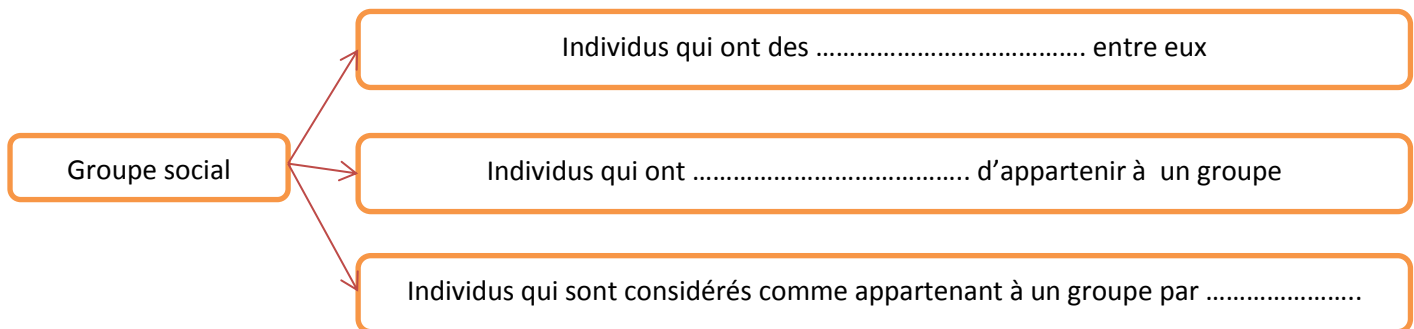 Individus qui ont des …………………………………. entre eux
Groupe social
Individus qui ont ………………………………….. d’appartenir à un groupe
Individus qui sont considérés comme appartenant à un groupe par …………………..